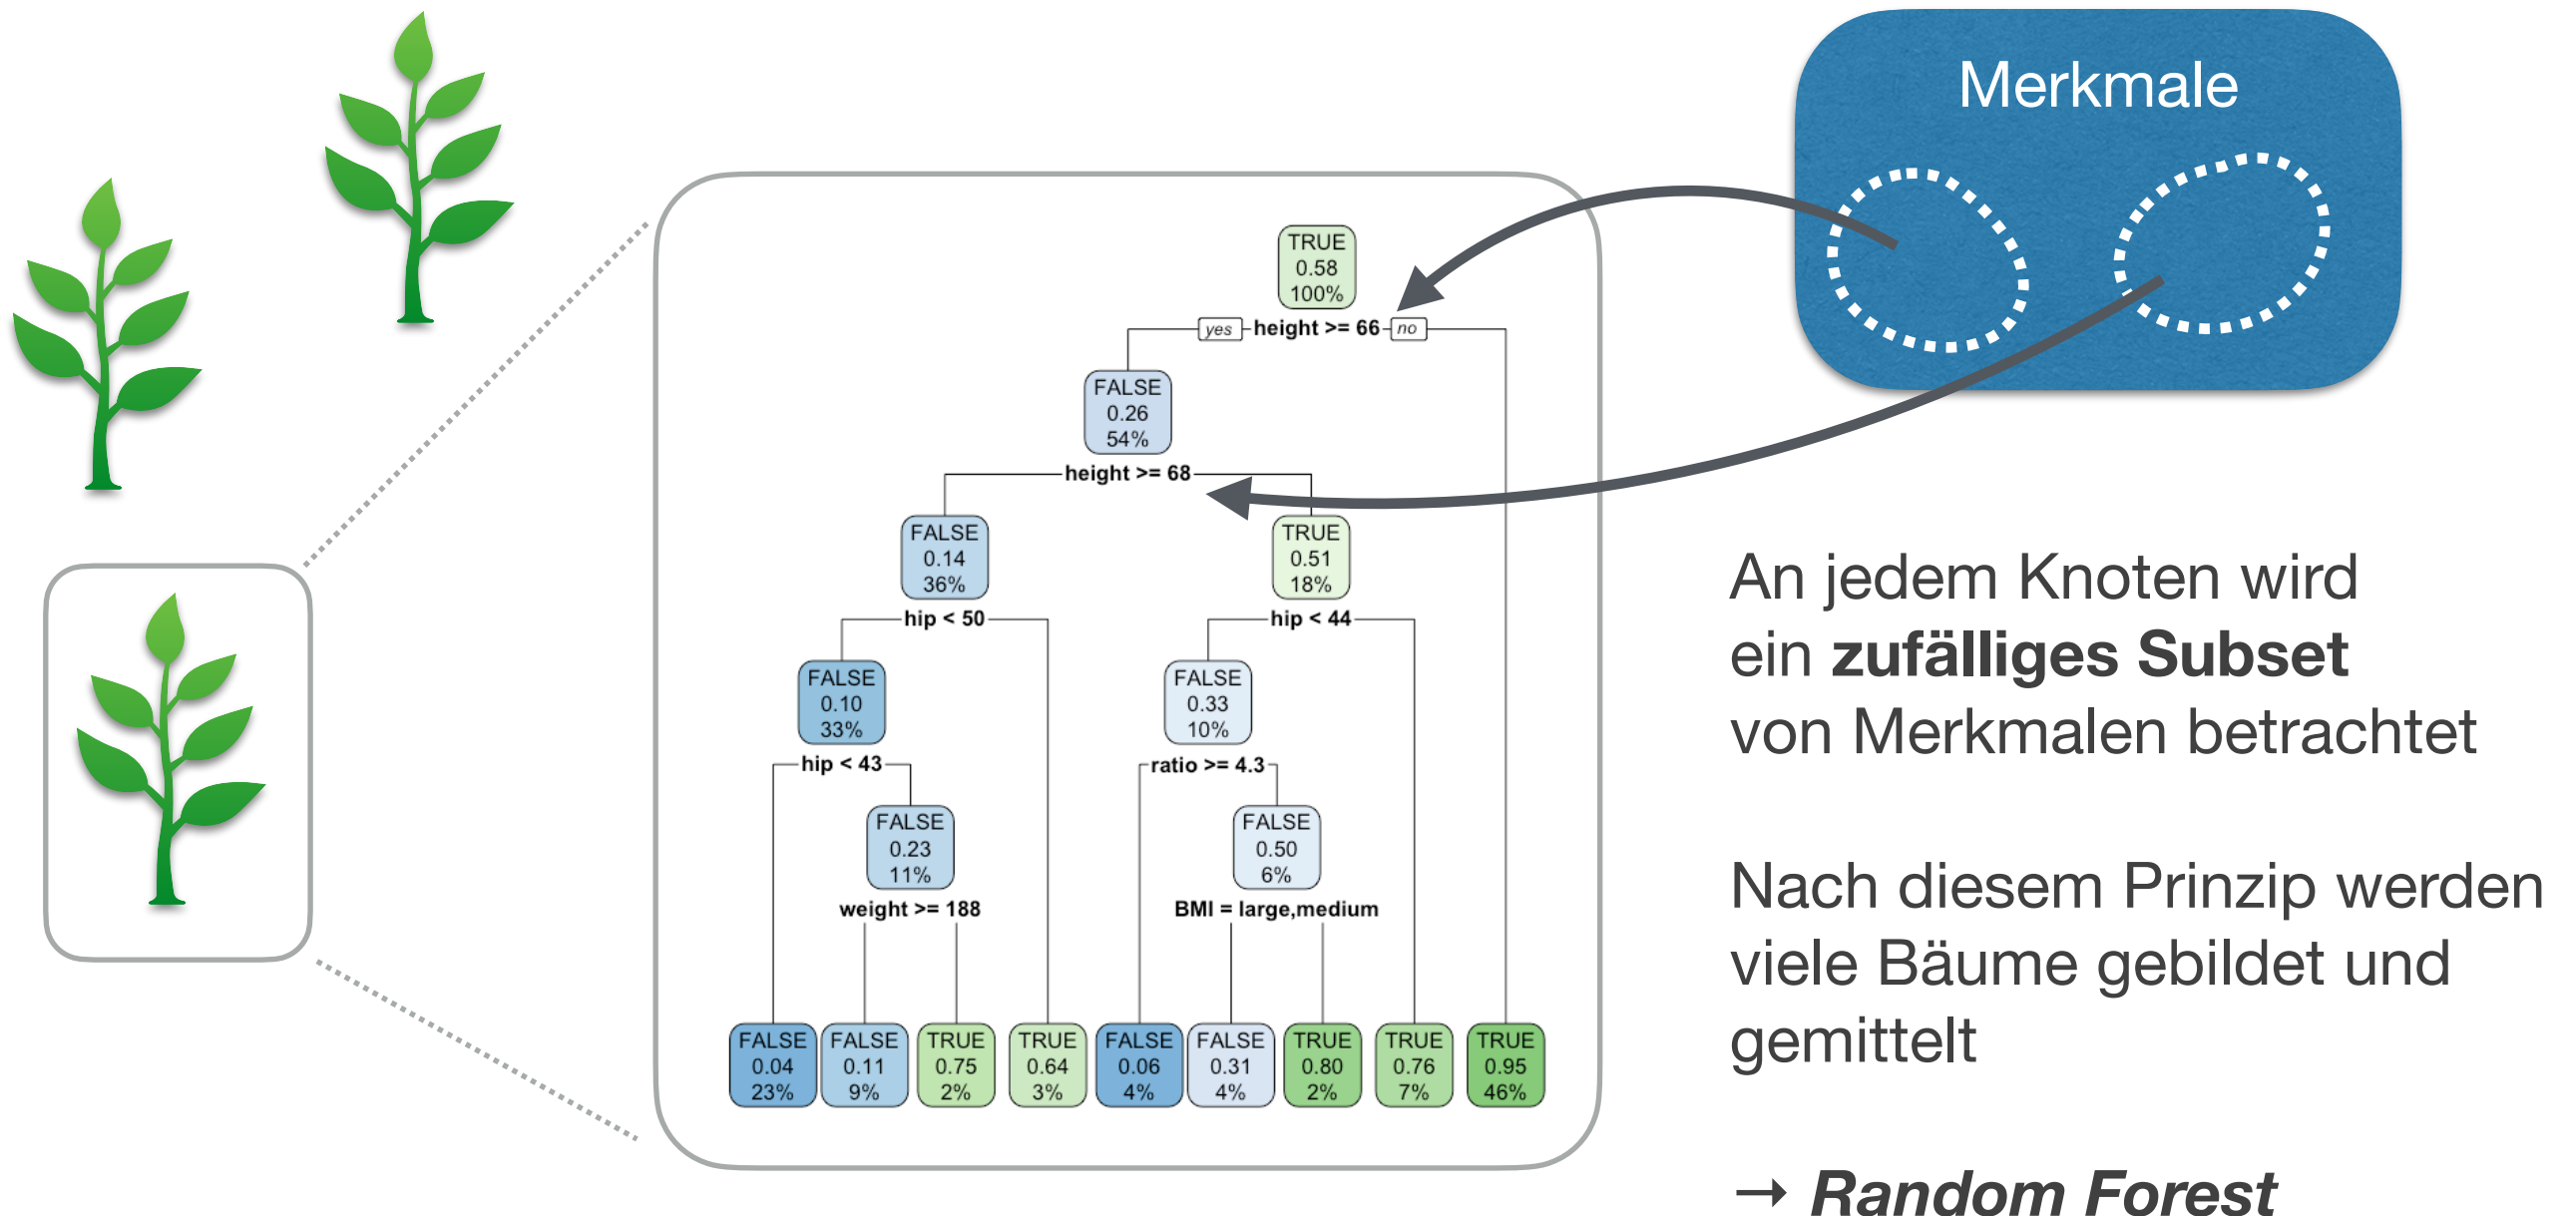 Merkmale
TRUE
0.58
100%
yes height >= 66 no
FALSE
0.26
54%
height >= 68
FALSE
0.14
36%
TRUE
0.51
18%
hip < 50
hip < 44
FALSE
0.10
33%
FALSE
0.33
10%
hip < 43
ratio >= 4.3
FALSE
0.23
11%
FALSE
0.50
6%
weight >= 188
BMI = large,medium
FALSE
0.04
23%
FALSE
0.11
9%
TRUE
0.75
2%
TRUE
0.64
3%
FALSE
0.06
4%
FALSE
0.31
4%
TRUE
0.80
2%
TRUE
0.76
7%
TRUE
0.95
46%
An jedem Knoten wird
ein zufälliges Subset
von Merkmalen betrachtet
Nach diesem Prinzip werden
viele Bäume gebildet und
gemittelt
→ Random Forest